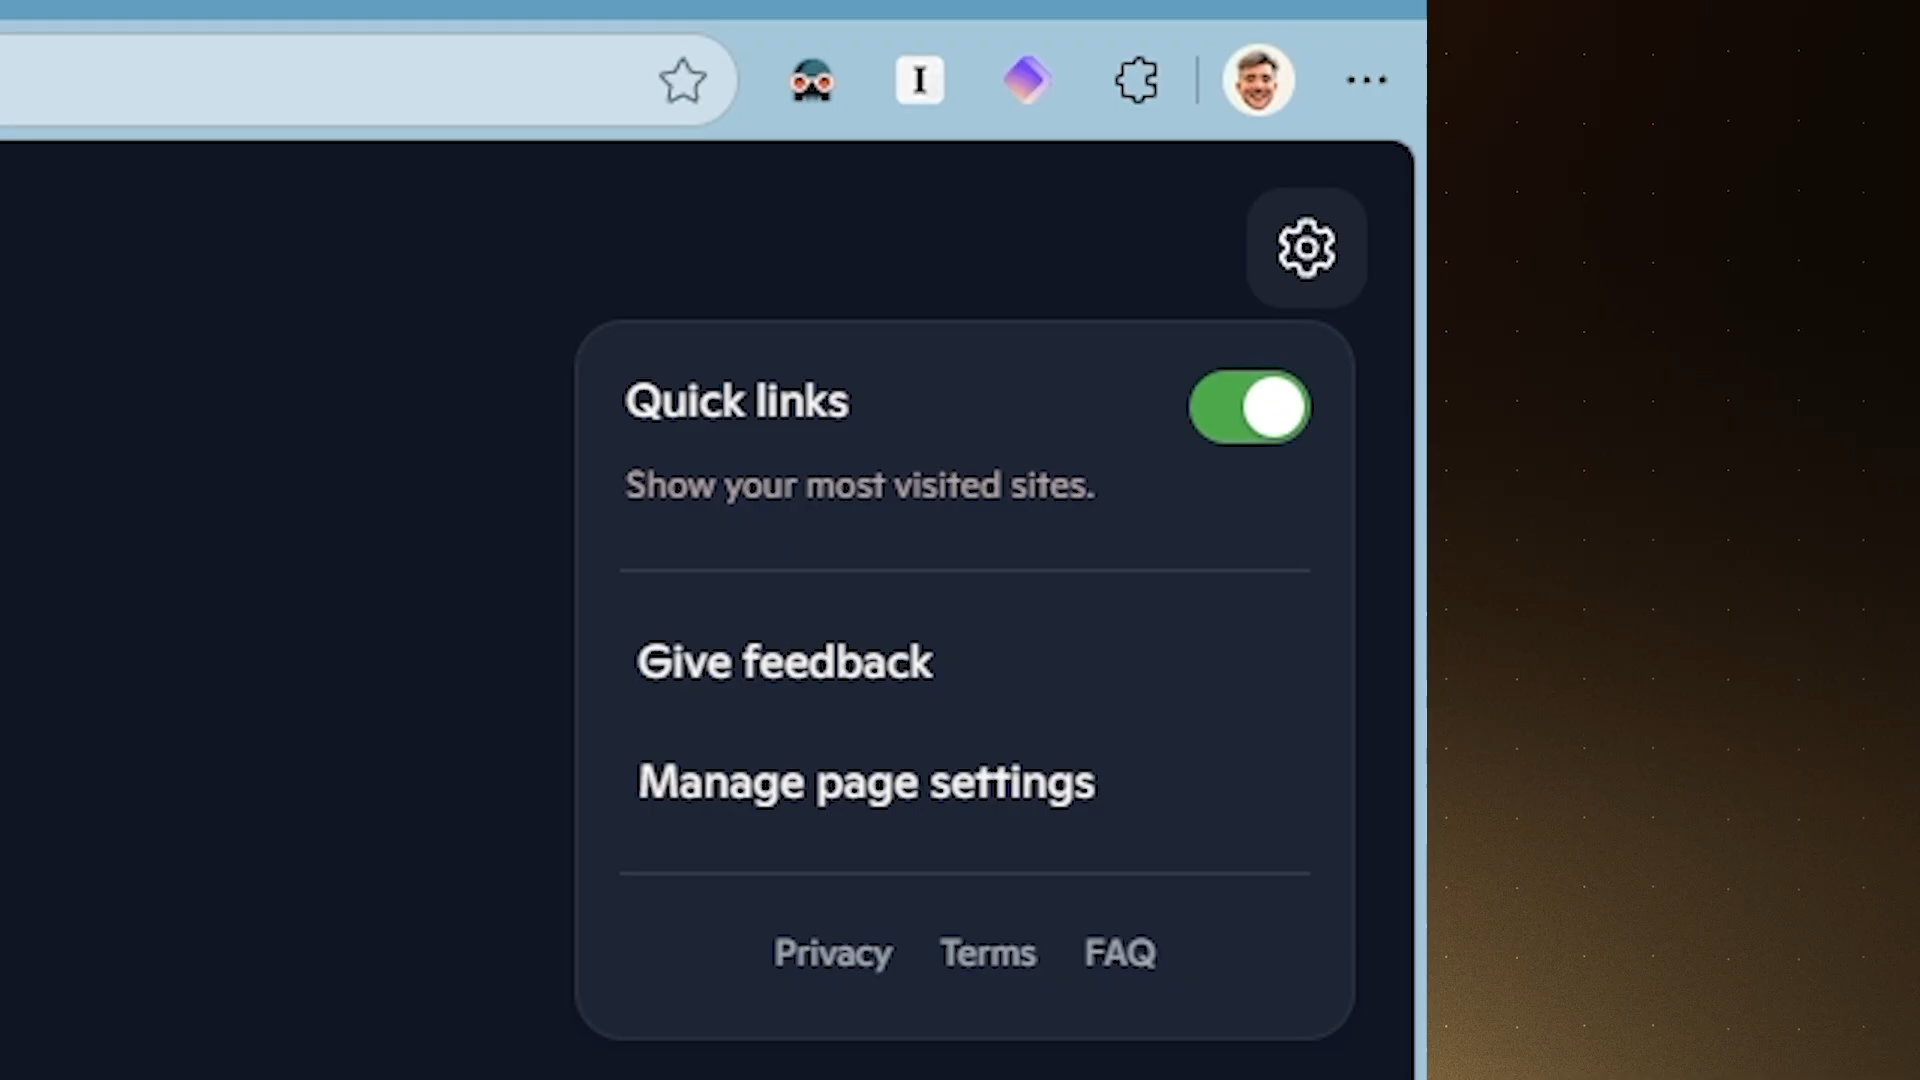 I
Quick links
Show your most visited sites.
Give feedback
Manage page settings
Privacy Terms FAQ